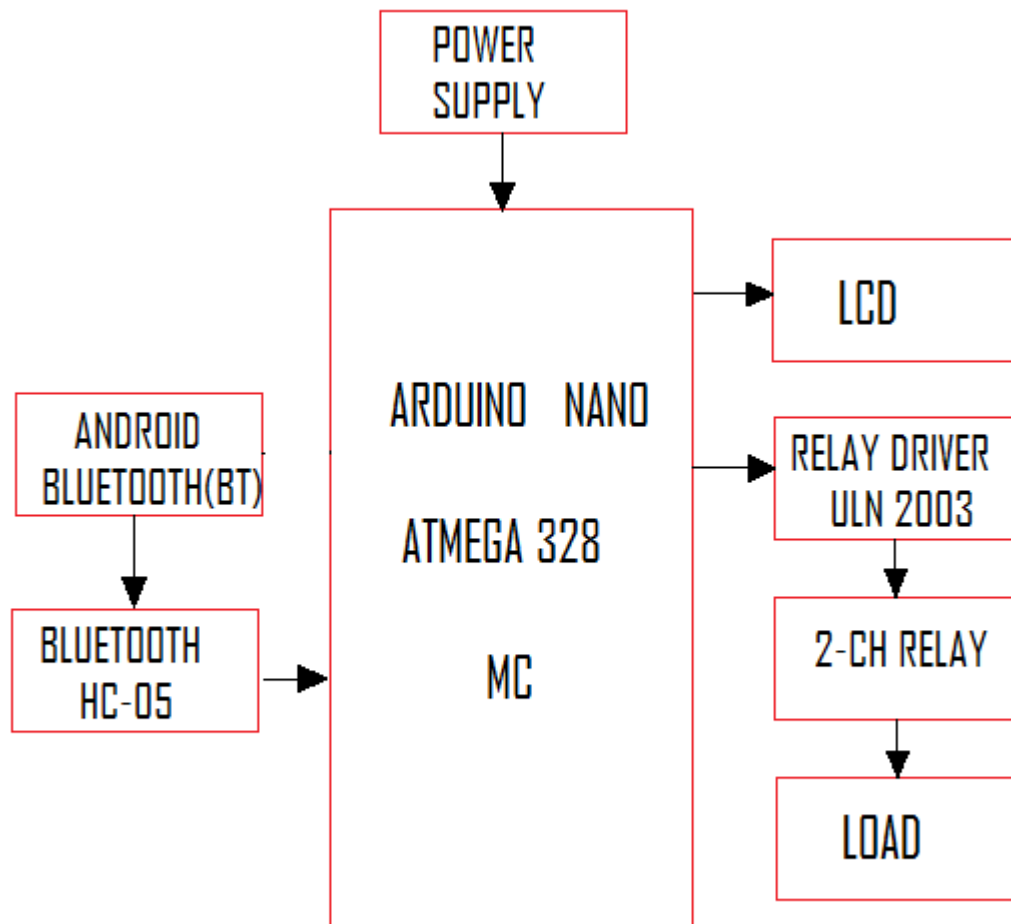 POWER
SUPPLY
LCD
ARDUINO NANO
ATMEGA 328
MC
ANDROID
BLUETOOTH(BT)
RELAY DRIVER
ULN 2003
BLUETOOTH
HC-05
2-CH RELAY
LOAD